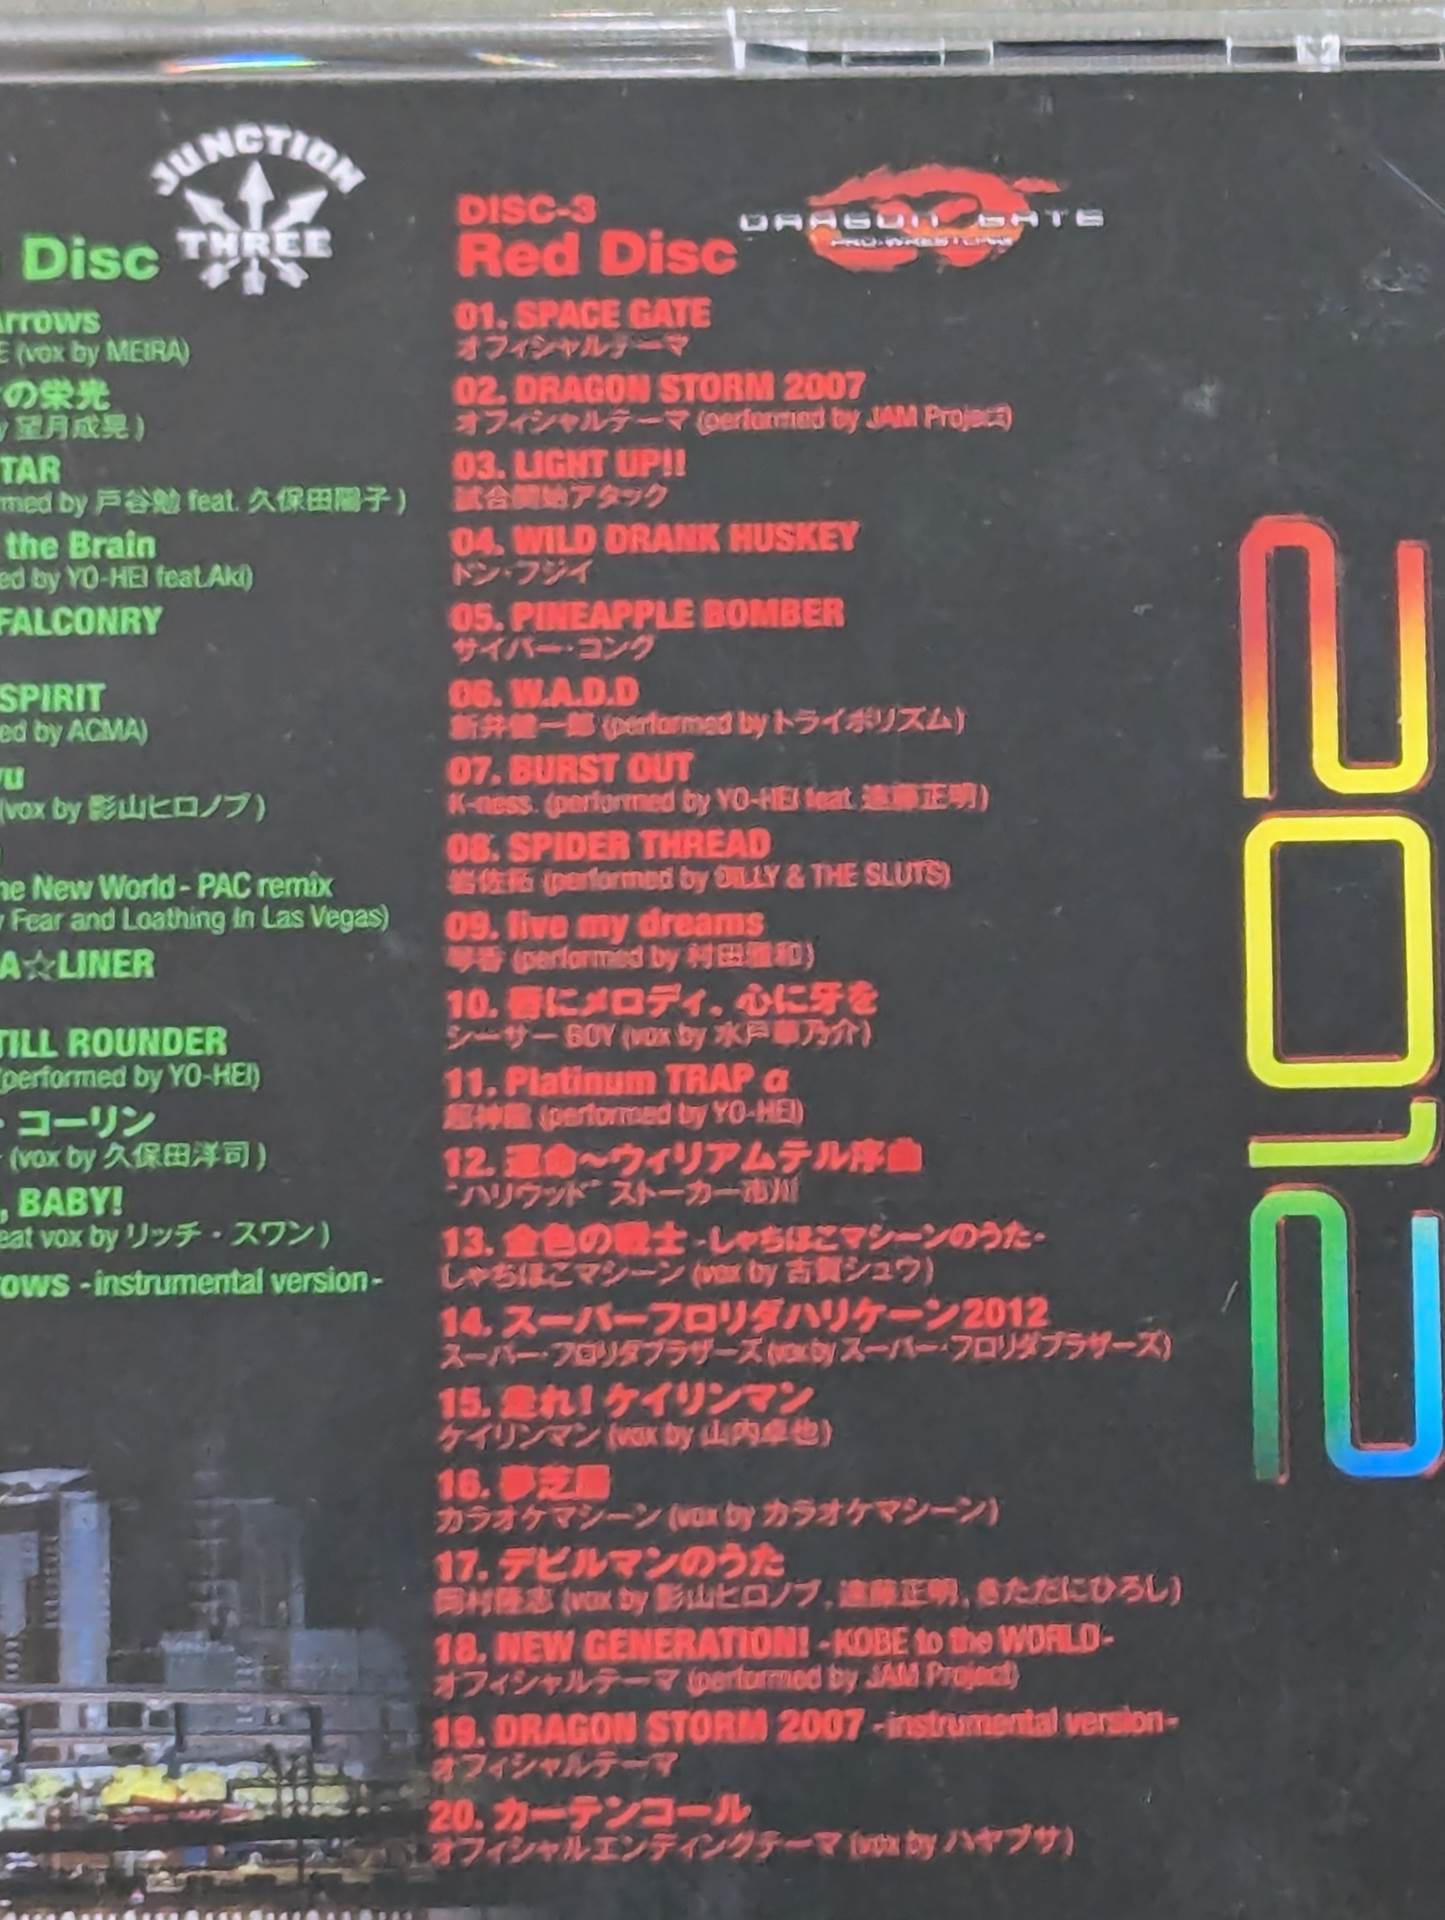 JUNCTION
THREE
Disc
Arrows
E (vox by MEIRA)
の栄光
y 望月成晃)
TAR
rmed by 戸谷勉 feat. 久保田陽子)
the Brain
ed by YO-HEI feat.Aki)
FALCONRY
SPIRIT
ed by ACMA)
yu
(vox by 影山ヒロノブ)
he New World - PAC remix
y Fear and Loathing In Las Vegas)
A☆LINER
TILL ROUNDER
(performed by YO-HEI)
・コーリン
(vox by 久保田洋司)
, BABY!
eat vox by リッチ・スワン)
rows -instrumental version-
DISC-3
Red Disc
DRAGON GATE
PRO-WRESTLING
01. SPACE GATE
オフィシャルテーマ
02. DRAGON STORM 2007
オフィシャルテーマ (performed by JAM Project)
03. LIGHT UP!!
試合開始アタック
04. WILD DRANK HUSKEY
ドン・フジイ
05. PINEAPPLE BOMBER
サイバー・コング
06. W.A.D.D
新井健一郎 (performed by トライボリズム)
07. BURST OUT
K-ness. (performed by YO-HEI feat. 遠藤正明)
08. SPIDER THREAD
岩佐拓 (performed by DILLY & THE SLUTS)
09. live my dreams
琴香 (performed by 村田雅和)
10. 唇にメロディ、心に牙を
シーサーBOY (vox by 水戸華乃介)
11. Platinum TRAP α
超神龍 (performed by YO-HEI)
12. 運命～ウィリアムテル序曲
"ハリウッド" ストーカー市川
13. 金色の戦士 -しゃちほこマシーンのうた-
しゃちほこマシーン (vox by 古賀シュウ)
14. スーパーフロリダハリケーン2012
スーパー・フロリダブラザーズ (vox by スーパー・フロリダブラザーズ)
15. 走れ! ケイリンマン
ケイリンマン (vox by 山内卓也)
16. 夢芝居
カラオケマシーン (vox by カラオケマシーン)
17. デビルマンのうた
岡村隆志 (vox by 影山ヒロノブ, 遠藤正明, きただにひろし)
18. NEW GENERATION! -KOBE to the WORLD-
オフィシャルテーマ (performed by JAM Project)
19. DRAGON STORM 2007 -instrumental version-
オフィシャルテーマ
20. カーテンコール
オフィシャルエンディングテーマ (vox by ハヤブサ)
2012